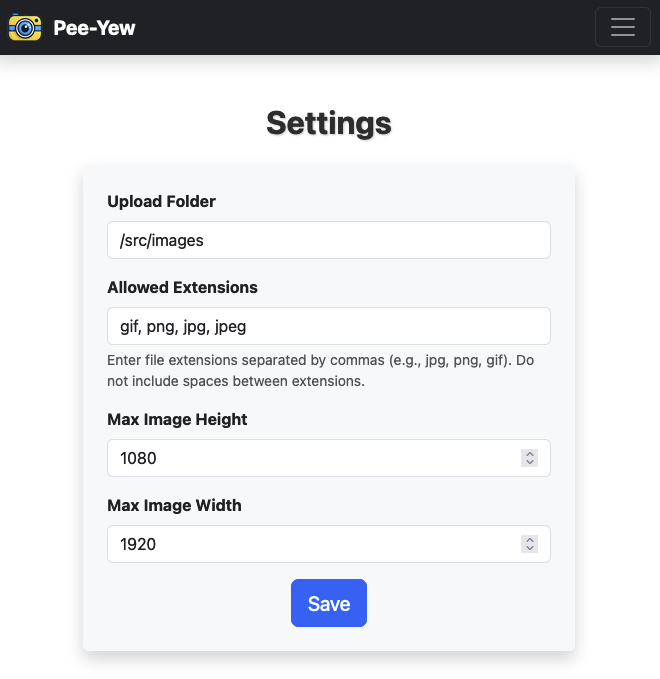 Pee-Yew
Settings
Upload Folder
/src/images
Allowed Extensions
gif, png, jpg, jpeg
Enter file extensions separated by commas (e.g., jpg, png, gif). Do
not include spaces between extensions.
Max Image Height
1080
Max Image Width
1920
Save